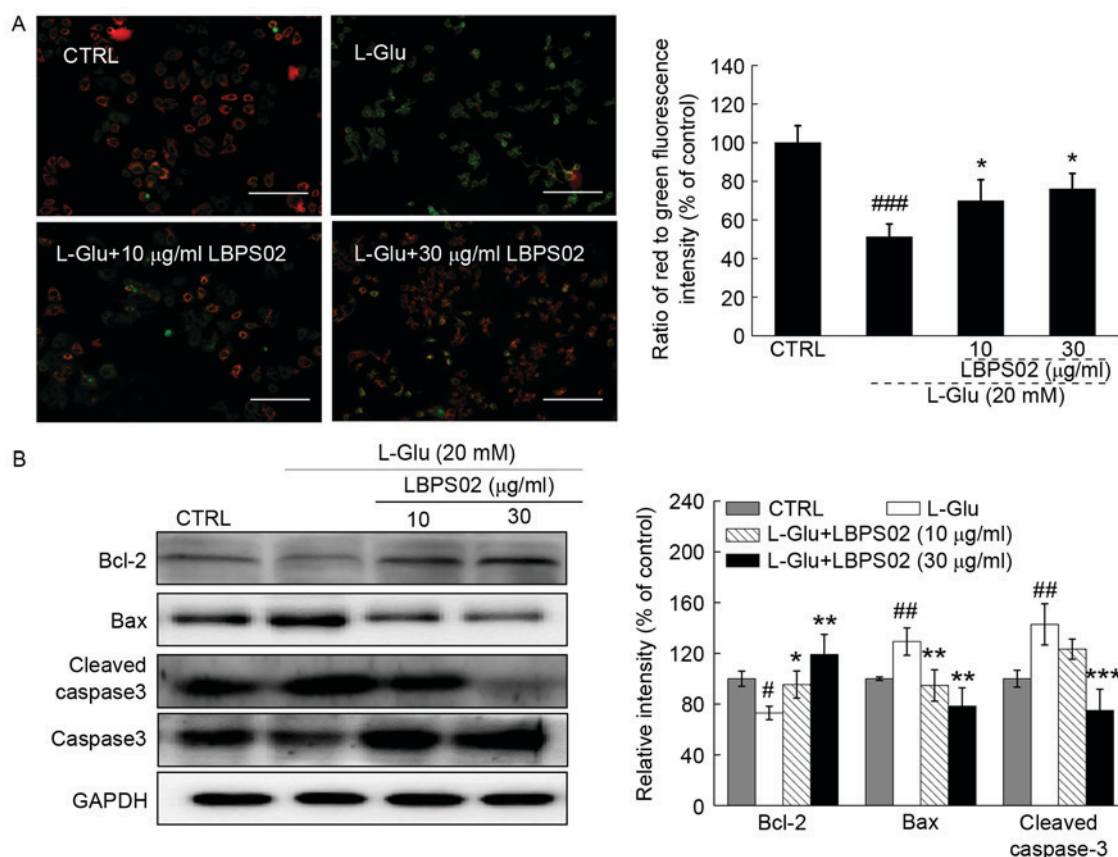 A
CTRL
L-Glu
L-Glu+10 μg/ml LBPS02
L-Glu+30 μg/ml LBPS02
Ratio of red to green fluorescence
intensity (% of control)
140
120
100
80
60
40
20
0
###
*
*
CTRL
10
30
LBPS02 (μg/ml)
L-Glu (20 mM)
B
L-Glu (20 mM)
LBPS02 (μg/ml)
CTRL
10
30
Bcl-2
Bax
Cleaved
caspase3
Caspase3
GAPDH
Relative intensity (% of control)
240
200
160
120
80
40
0
CTRL
L-Glu
L-Glu+LBPS02 (10 μg/ml)
L-Glu+LBPS02 (30 μg/ml)
#
*
**
##
**
**
##
***
Bcl-2
Bax
Cleaved
caspase-3